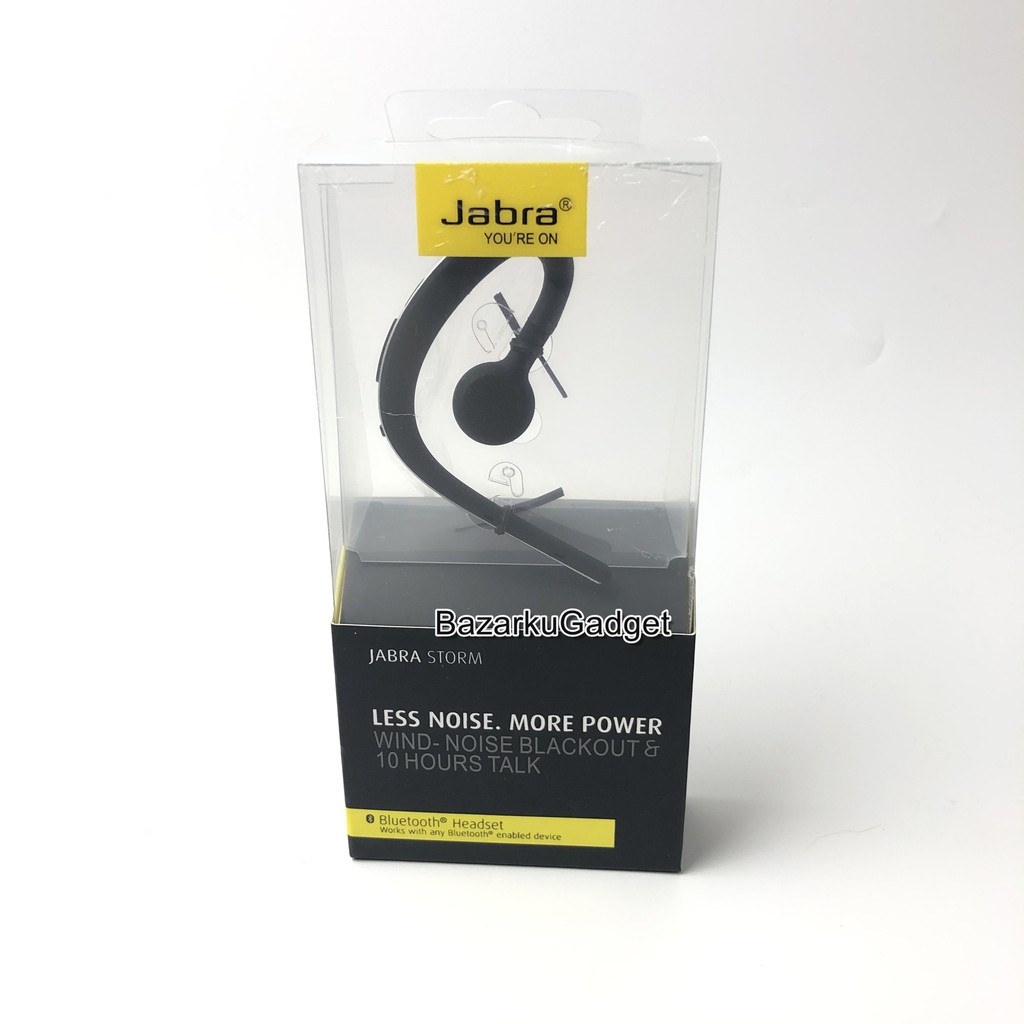 Jabra®
YOU'RE ON
BazarkuGadget
JABRA STORM
LESS NOISE. MORE POWER
WIND- NOISE BLACKOUT &
10 HOURS TALK
Bluetooth® Headset
Works with any Bluetooth® enabled device